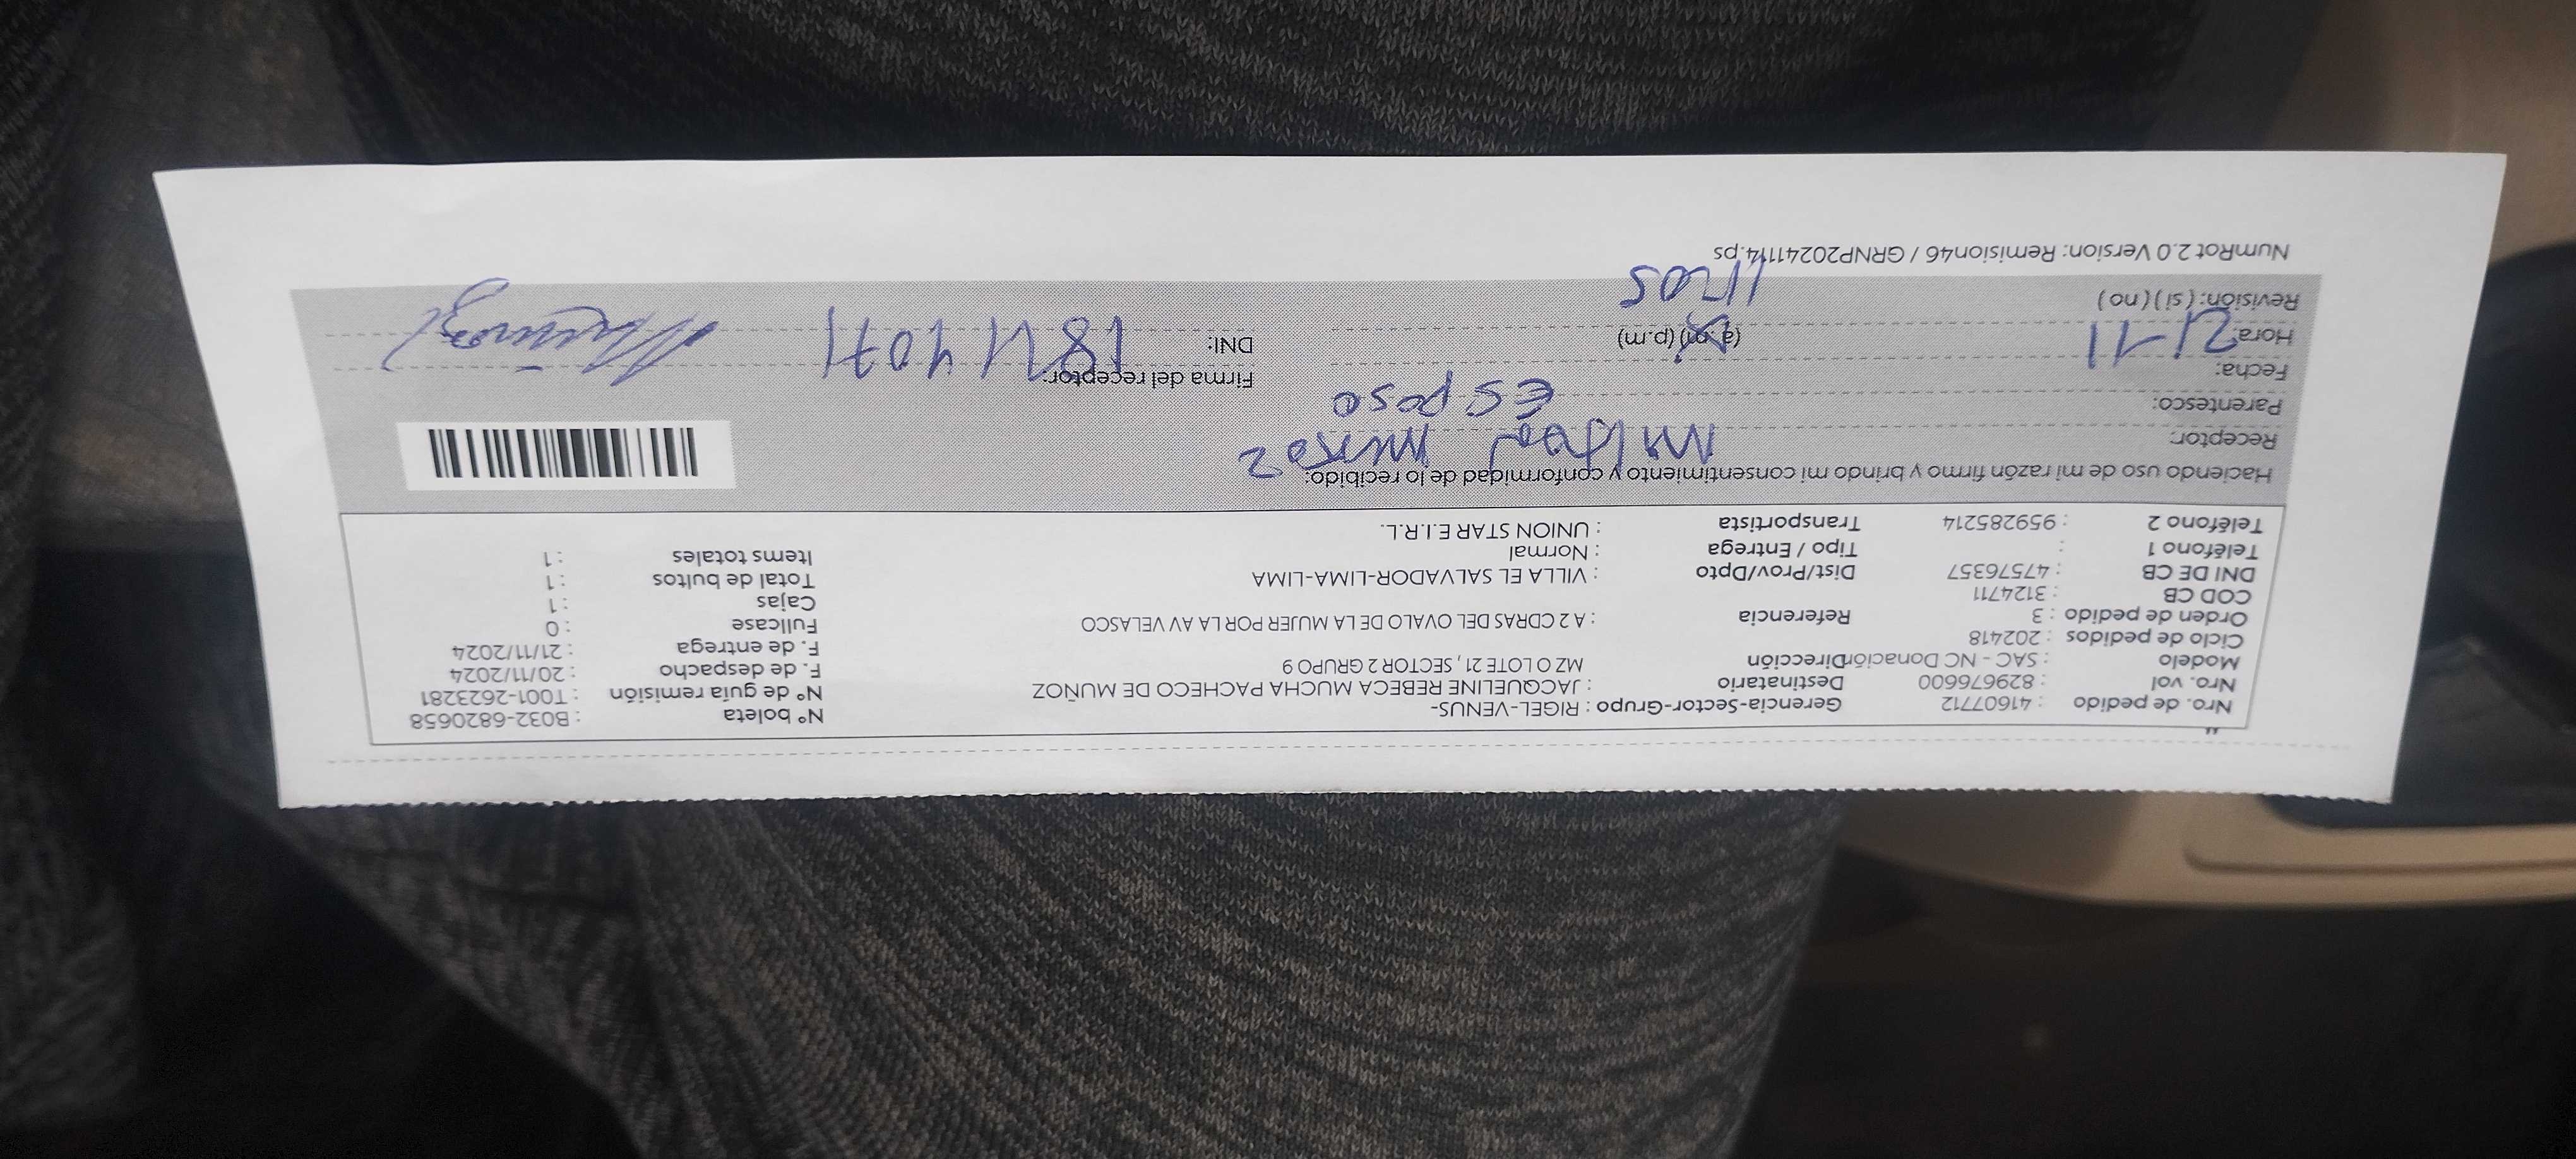 Nro. de pedido : 41607712 Gerencia-Sector-Grupo : RIGEL-VENUS- N° boleta : B032-6820658
Nro. vol : 829676600 Destinatario : JACQUELINE REBECA MUCHA PACHECO DE MUÑOZ N° de guía remisión : T001-2623281
Modelo : SAC - NC Donación Dirección MZ O LOTE 21, SECTOR 2 GRUPO 9 F. de despacho : 20/11/2024
Ciclo de pedidos : 202418 F. de entrega : 21/11/2024
Orden de pedido : 3 Referencia : A 2 CDRAS DEL OVALO DE LA MUJER POR LA AV VELASCO Fullcase : 0
COD CB : 3124711 Cajas : 1
DNI DE CB : 47576357 Dist/Prov/Dpto : VILLA EL SALVADOR-LIMA-LIMA Total de bultos : 1
Teléfono 1 : Tipo / Entrega : Normal Items totales : 1
Teléfono 2 : 959285214 Transportista : UNION STAR E.I.R.L.
Haciendo uso de mi razón firmo y brindo mi consentimiento y conformidad de lo recibido:
Receptor:
Parentesco: Esposo
Fecha: 21-11 Firma del receptor:
Hora: (a.m) (p.m) DNI:
Revisión: (si) (no)
NumRot 2.0 Version: Remision46 / GRNP20241114.ps